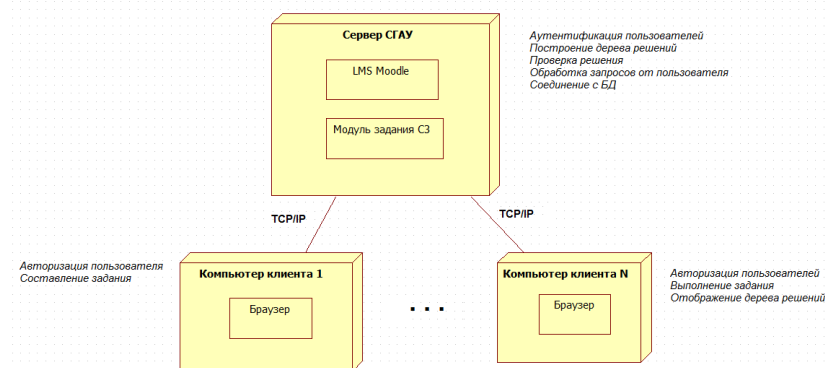 Сервер СГАУ
LMS Moodle
Модуль задания С3
Аутентификация пользователей
Построение дерева решений
Проверка решения
Обработка запросов от пользователя
Соединение с БД
TCP/IP
TCP/IP
Авторизация пользователя
Составление задания
Компьютер клиента 1
Браузер
. . .
Компьютер клиента N
Браузер
Авторизация пользователей
Выполнение задания
Отображение дерева решений